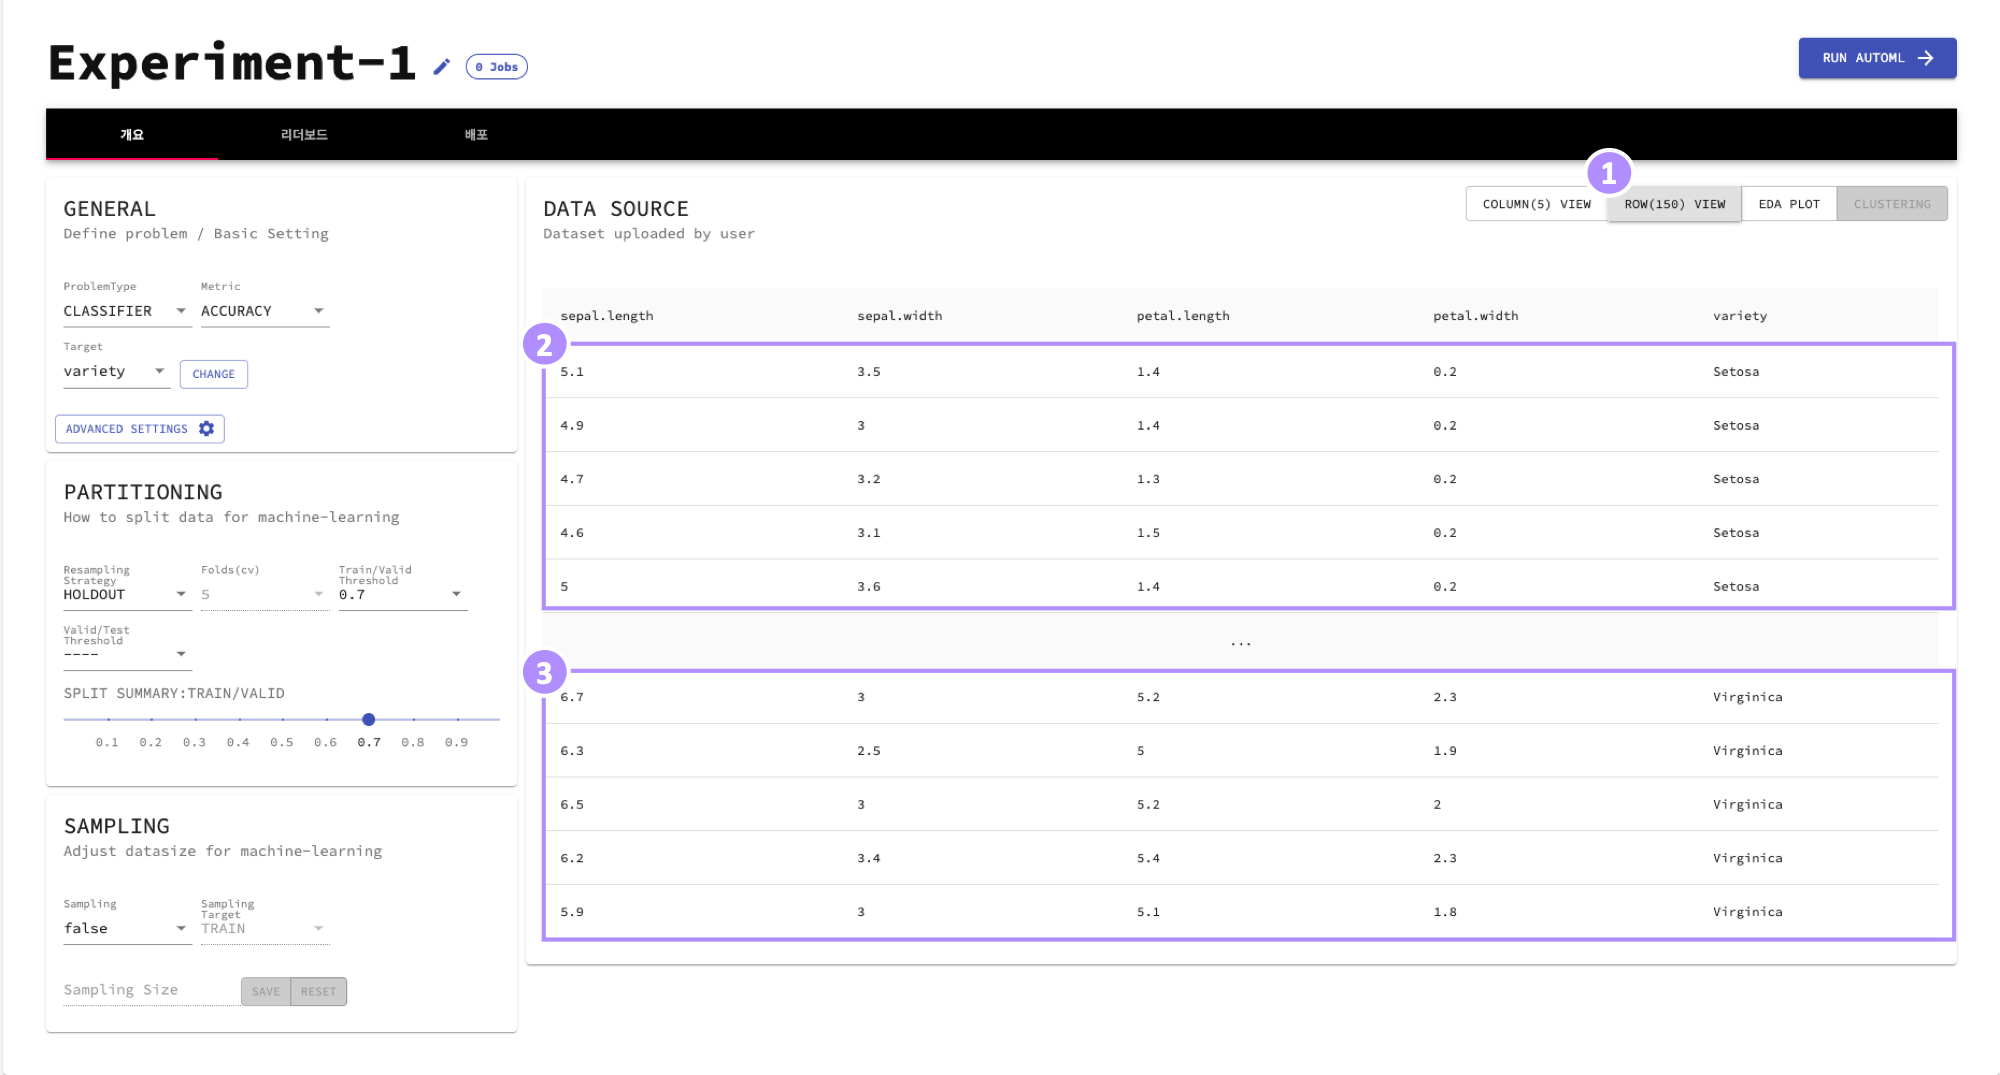 Experiment-1
0 Jobs
RUN AUTOML
개요 리더보드 배포
GENERAL
Define problem / Basic Setting
ProblemType Metric
CLASSIFIER ACCURACY
Target
variety CHANGE
ADVANCED SETTINGS
PARTITIONING
How to split data for machine-learning
Resampling Strategy Folds(cv) Train/Valid Threshold
HOLDOUT 5 0.7
Valid/Test Threshold
----
SPLIT SUMMARY:TRAIN/VALID
0.1 0.2 0.3 0.4 0.5 0.6 0.7 0.8 0.9
SAMPLING
Adjust datasize for machine-learning
Sampling Sampling Target
false TRAIN
Sampling Size SAVE RESET
DATA SOURCE
Dataset uploaded by user
1
COLUMN(5) VIEW ROW(150) VIEW EDA PLOT CLUSTERING
sepal.length sepal.width petal.length petal.width variety
2
5.1 3.5 1.4 0.2 Setosa
4.9 3 1.4 0.2 Setosa
4.7 3.2 1.3 0.2 Setosa
4.6 3.1 1.5 0.2 Setosa
5 3.6 1.4 0.2 Setosa
...
3
6.7 3 5.2 2.3 Virginica
6.3 2.5 5 1.9 Virginica
6.5 3 5.2 2 Virginica
6.2 3.4 5.4 2.3 Virginica
5.9 3 5.1 1.8 Virginica